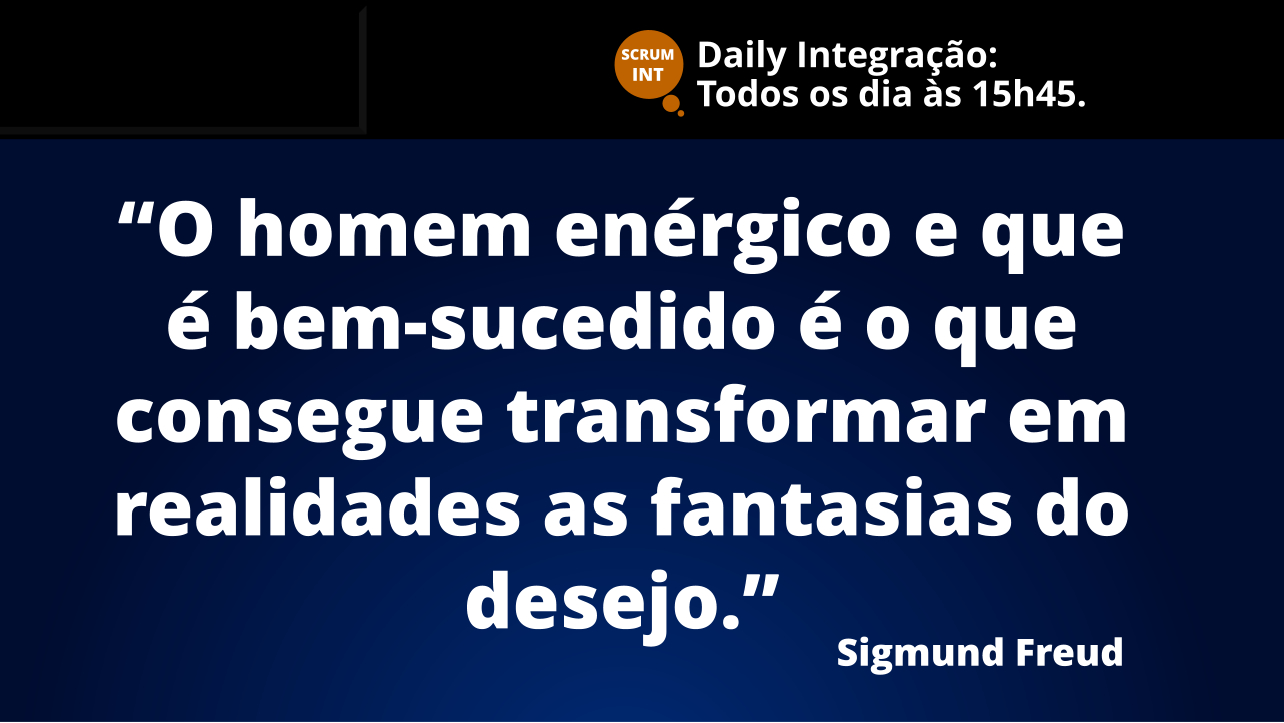 SCRUM
INT
Daily Integração:
Todos os dia às 15h45.
“O homem enérgico e que
é bem-sucedido é o que
consegue transformar em
realidades as fantasias do
desejo.”
Sigmund Freud